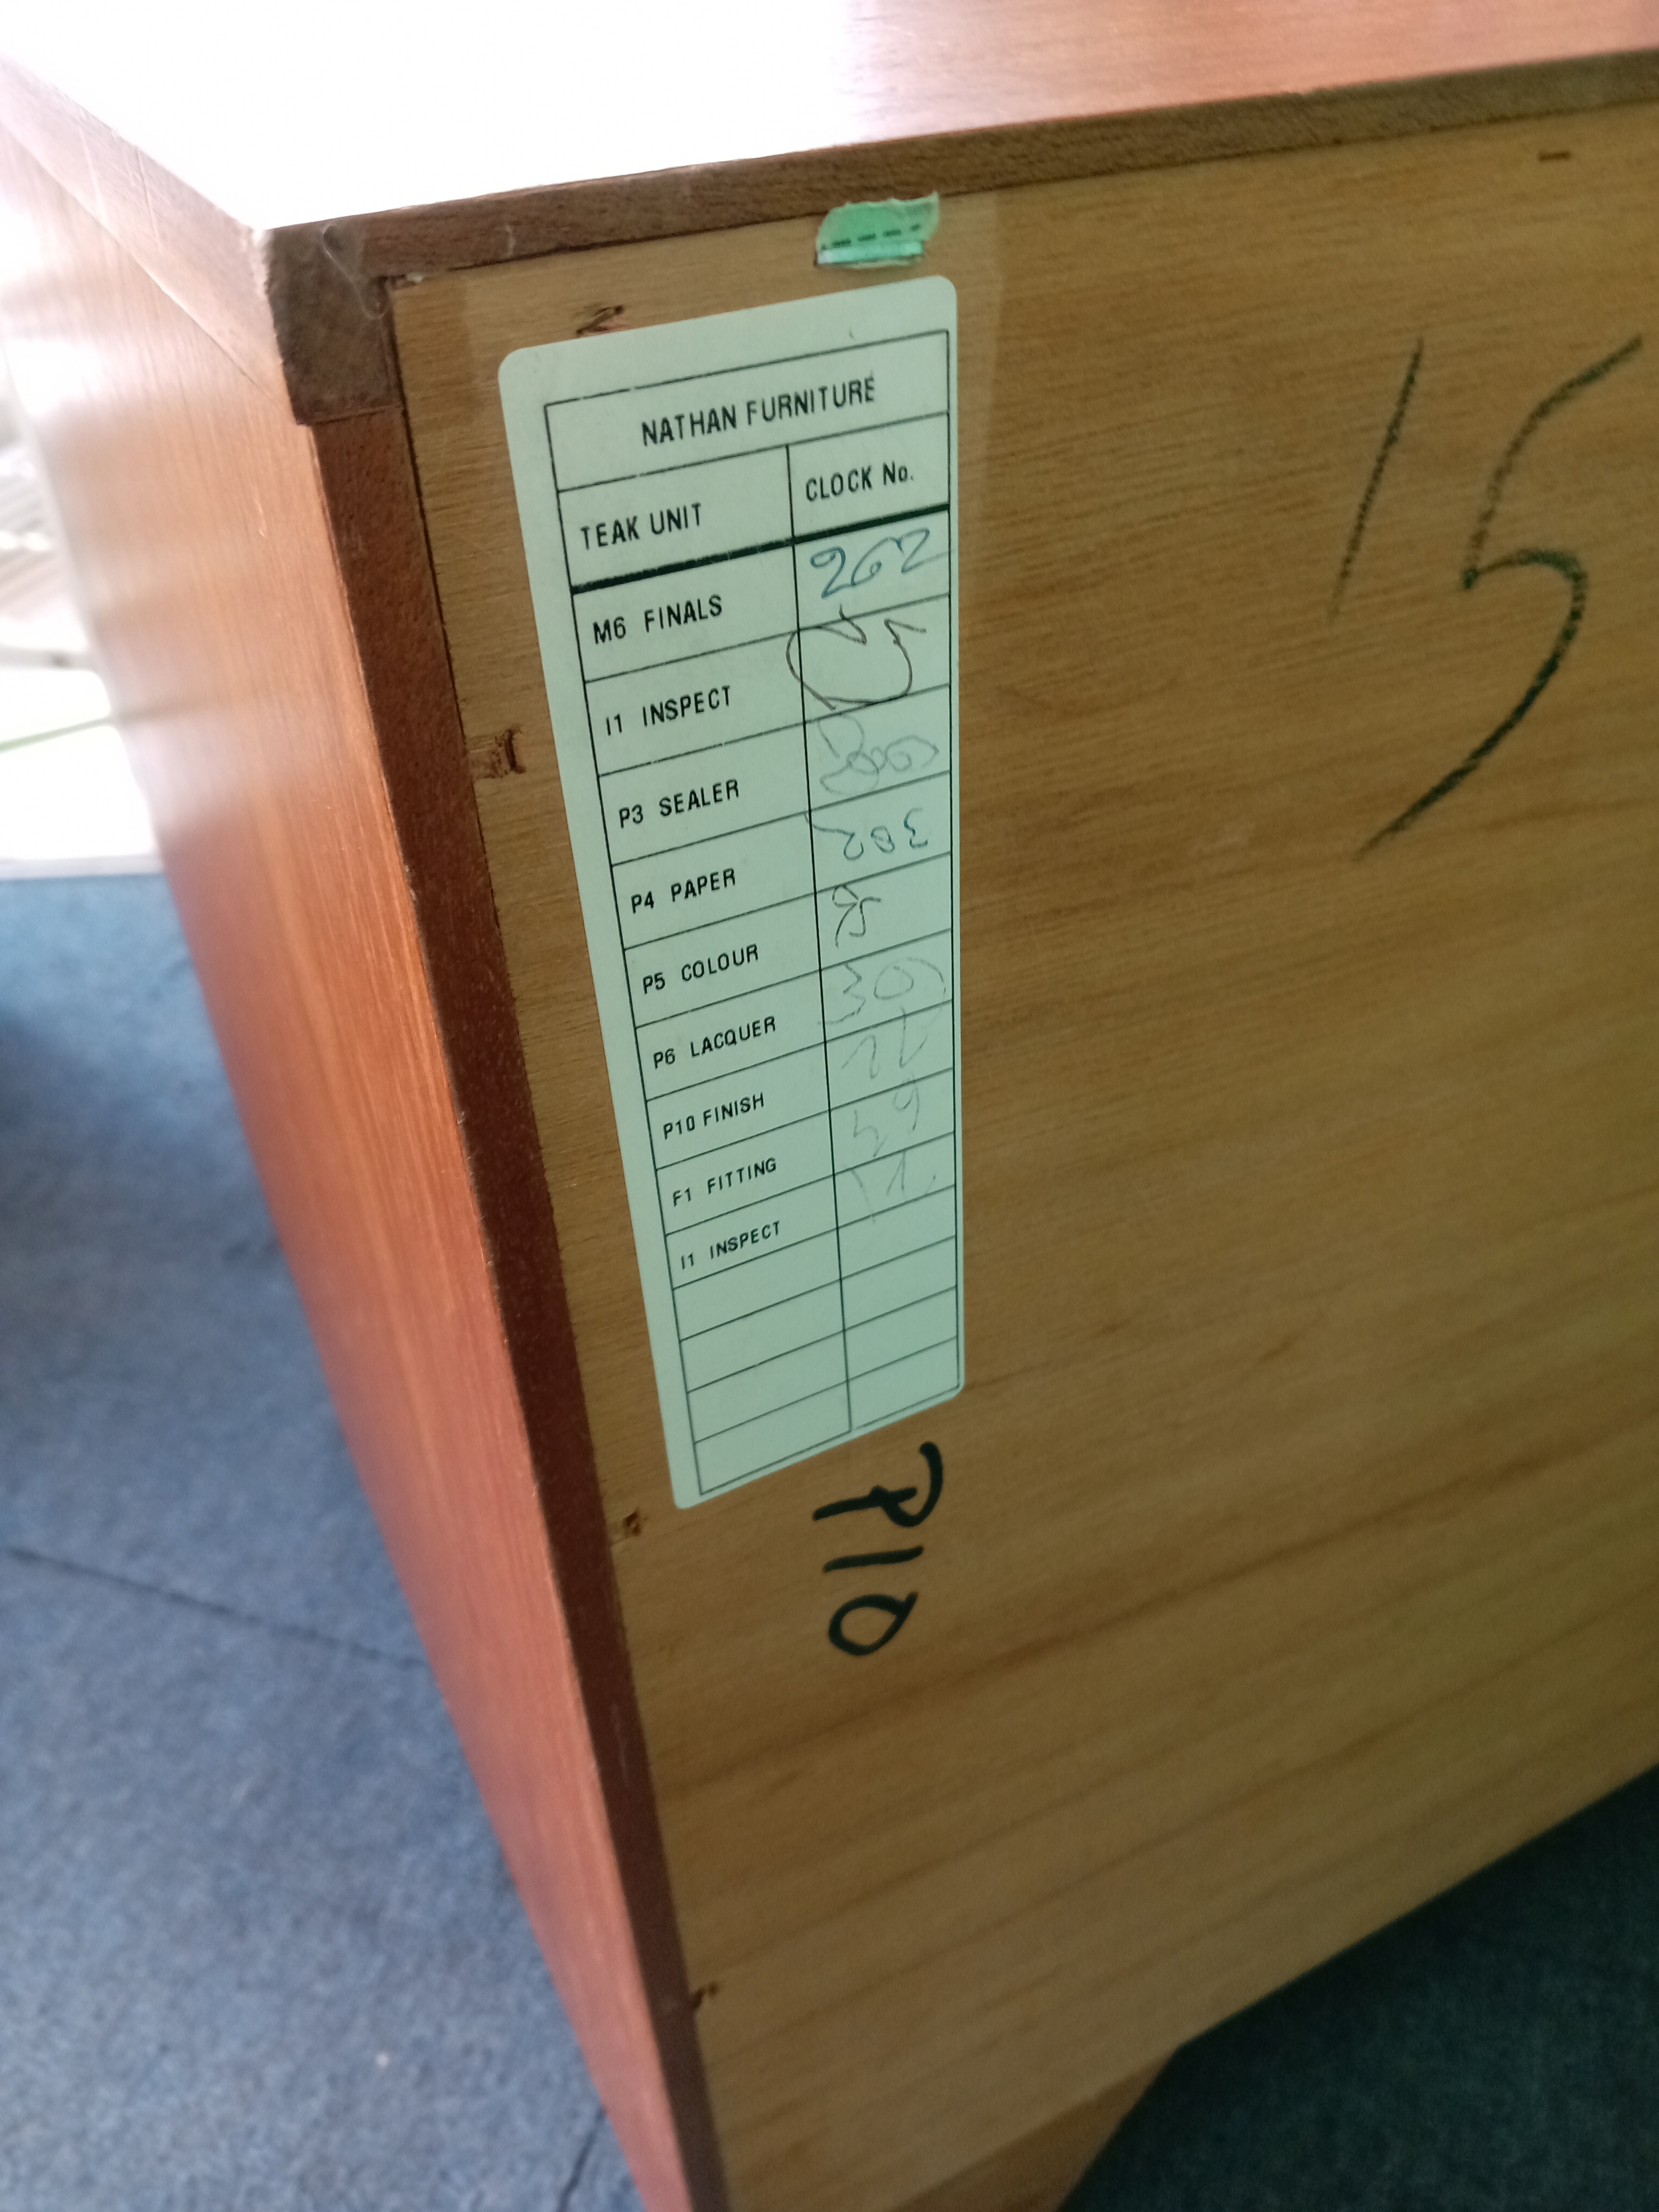 NATHAN FURNITURE
TEAK UNIT CLOCK No.
M6 FINALS 262
I1 INSPECT
P3 SEALER
P4 PAPER 302
P5 COLOUR
P6 LACQUER
P10 FINISH
F1 FITTING
I1 INSPECT
15
P10